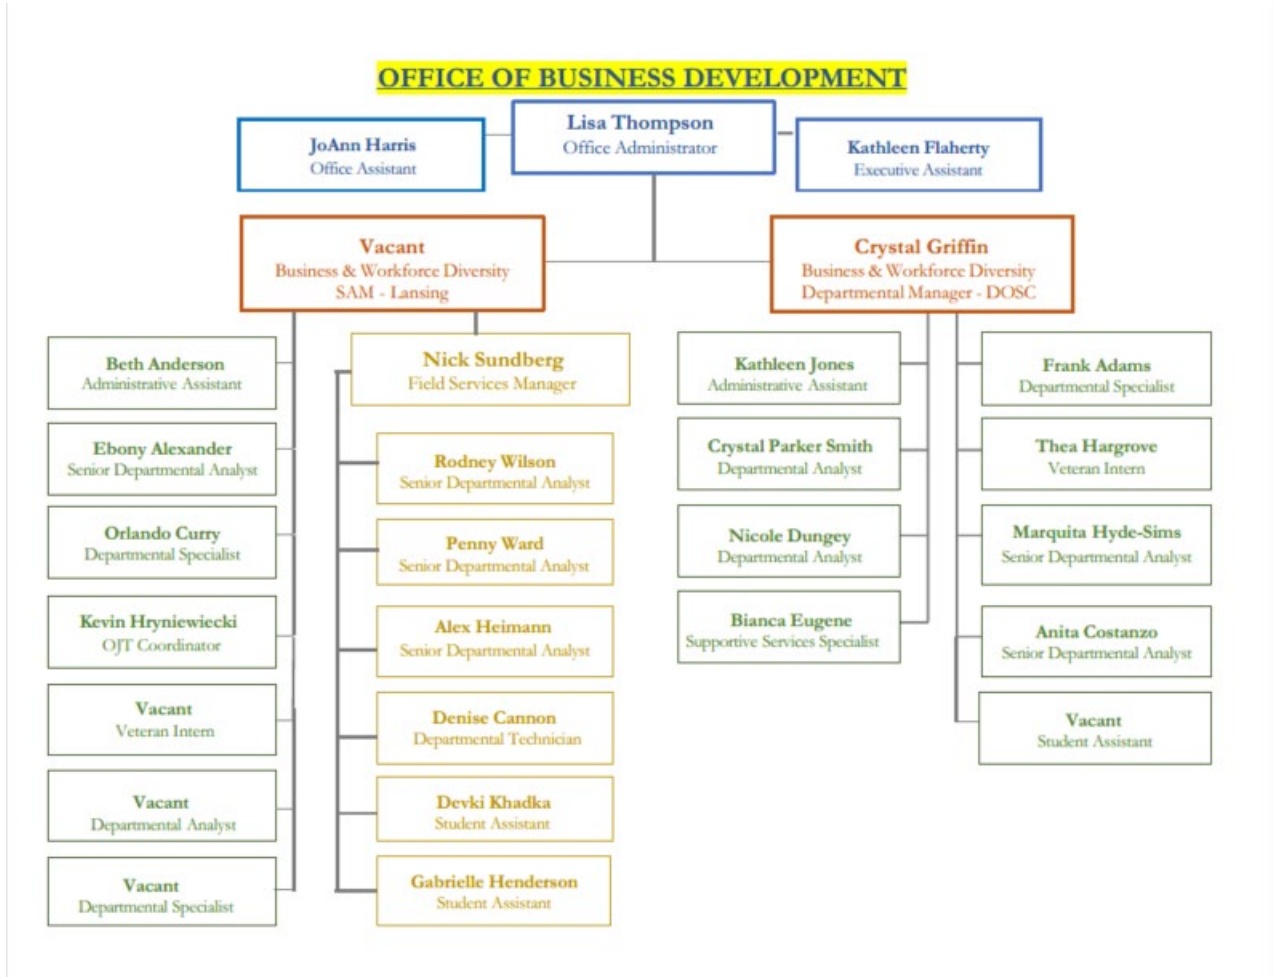 OFFICE OF BUSINESS DEVELOPMENT
Lisa Thompson
Office Administrator
JoAnn Harris
Office Assistant
Kathleen Flaherty
Executive Assistant
Vacant
Business & Workforce Diversity
SAM - Lansing
Crystal Griffin
Business & Workforce Diversity
Departmental Manager - DOSC
Beth Anderson
Administrative Assistant
Ebony Alexander
Senior Departmental Analyst
Orlando Curry
Departmental Specialist
Kevin Hryniewiecki
OJT Coordinator
Vacant
Veteran Intern
Vacant
Departmental Analyst
Vacant
Departmental Specialist
Nick Sundberg
Field Services Manager
Rodney Wilson
Senior Departmental Analyst
Penny Ward
Senior Departmental Analyst
Alex Heimann
Senior Departmental Analyst
Denise Cannon
Departmental Technician
Devki Khadka
Student Assistant
Gabrielle Henderson
Student Assistant
Kathleen Jones
Administrative Assistant
Crystal Parker Smith
Departmental Analyst
Nicole Dungey
Departmental Analyst
Bianca Eugene
Supportive Services Specialist
Frank Adams
Departmental Specialist
Thea Hargrove
Veteran Intern
Marquita Hyde-Sims
Senior Departmental Analyst
Anita Costanzo
Senior Departmental Analyst
Vacant
Student Assistant